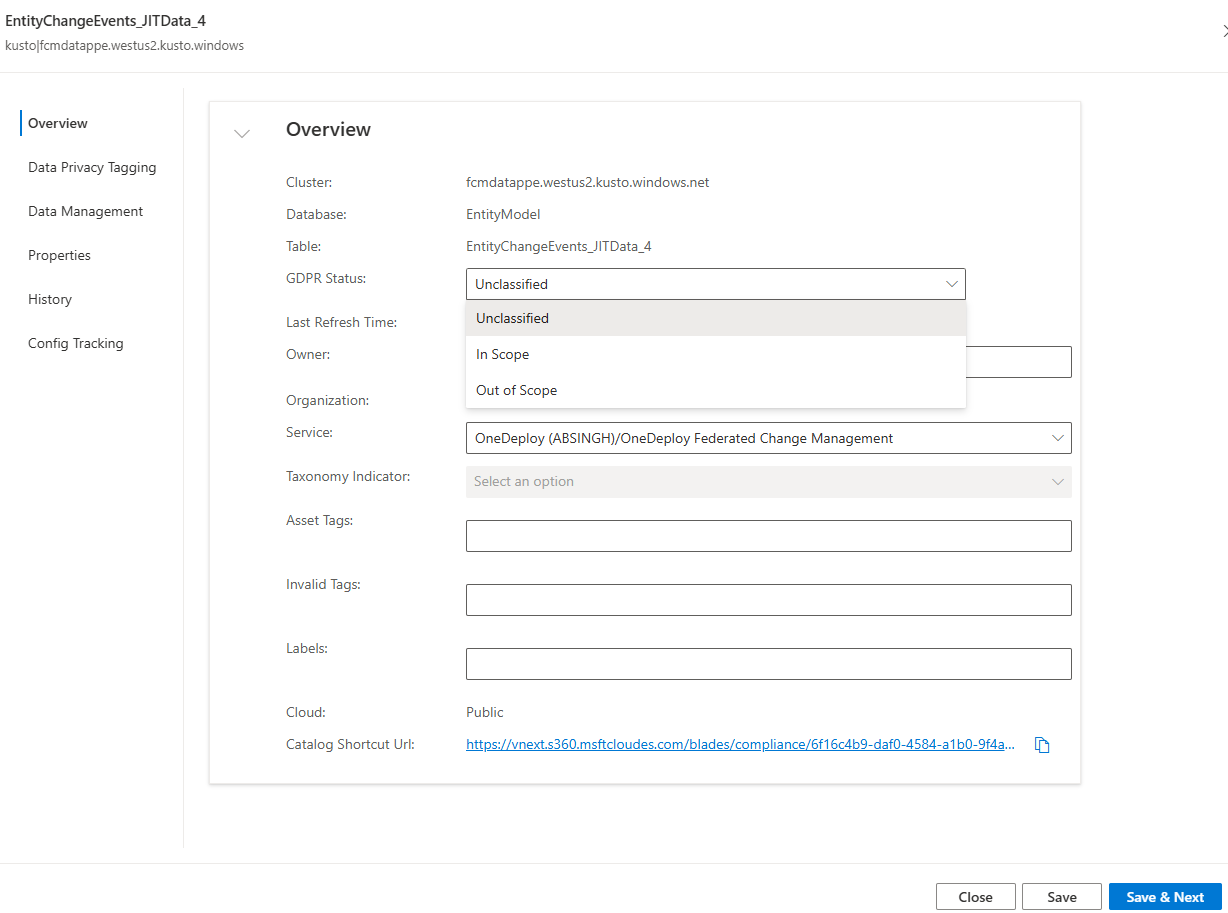 EntityChangeEvents_JITData_4
kusto|fcmdatappe.westus2.kusto.windows
Overview
Data Privacy Tagging
Data Management
Properties
History
Config Tracking
Overview
Cluster: fcmdatappe.westus2.kusto.windows.net
Database: EntityModel
Table: EntityChangeEvents_JITData_4
GDPR Status: Unclassified
Unclassified
In Scope
Out of Scope
Last Refresh Time:
Owner:
Organization:
Service: OneDeploy (ABSINGH)/OneDeploy Federated Change Management
Taxonomy Indicator: Select an option
Asset Tags:
Invalid Tags:
Labels:
Cloud: Public
Catalog Shortcut Url: https://vnext.s360.msftcloudes.com/blades/compliance/6f16c4b9-daf0-4584-a1b0-9f4a...
Close
Save
Save & Next